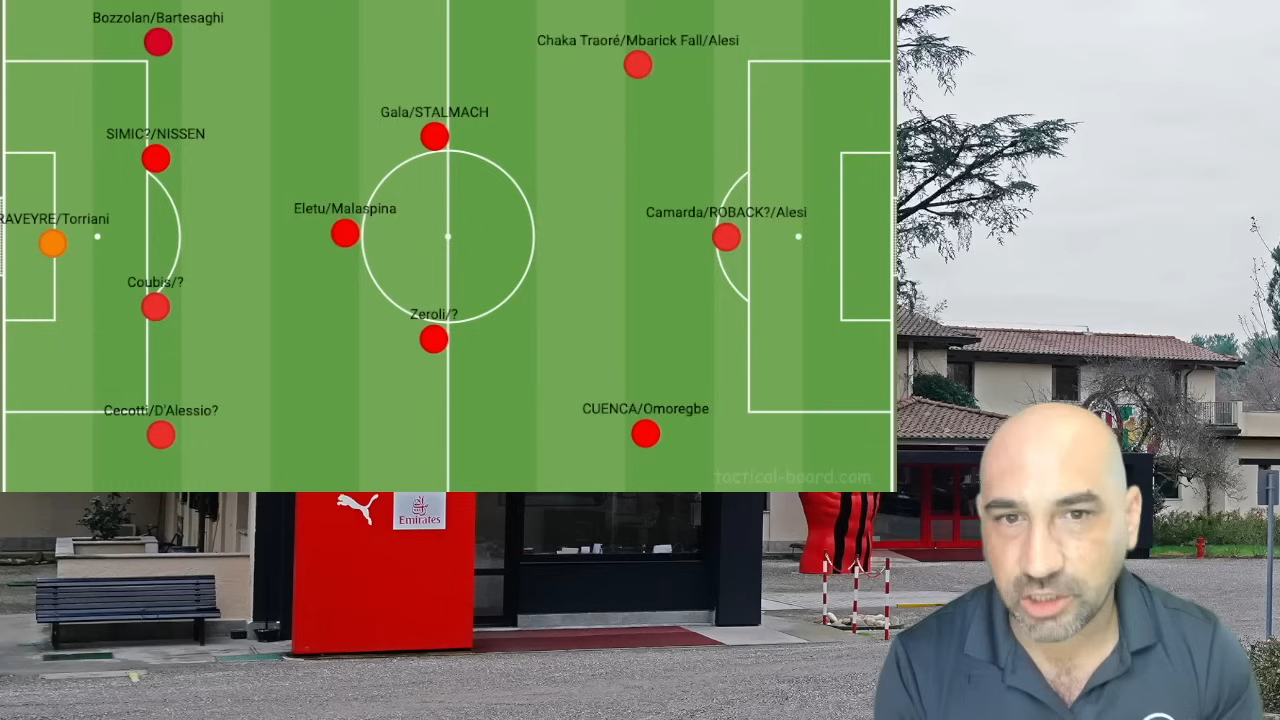 Bozzolan/Bartesaghi
Chaka Traoré/Mbarick Fall/Alesi
Gala/STALMACH
SIMIC?/NISSEN
Eletu/Malaspina
RAVEYRE/Torriani
Camarda/ROBACK?/Alesi
Coubis/?
Zeroli/?
Cecotti/D'Alessio?
CUENCA/Omoregbe
tactical-board.com
Emirates